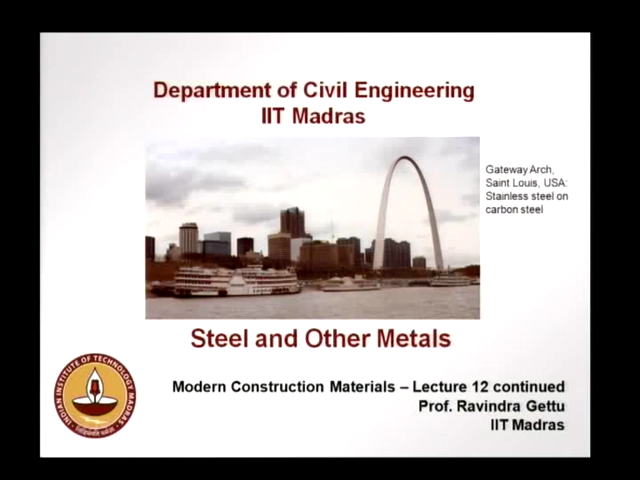 Department of Civil Engineering
IIT Madras
Gateway Arch,
Saint Louis, USA:
Stainless steel on
carbon steel
Steel and Other Metals
INDIAN INSTITUTE OF TECHNOLOGY MADRAS
Modern Construction Materials – Lecture 12 continued
Prof. Ravindra Gettu
IIT Madras